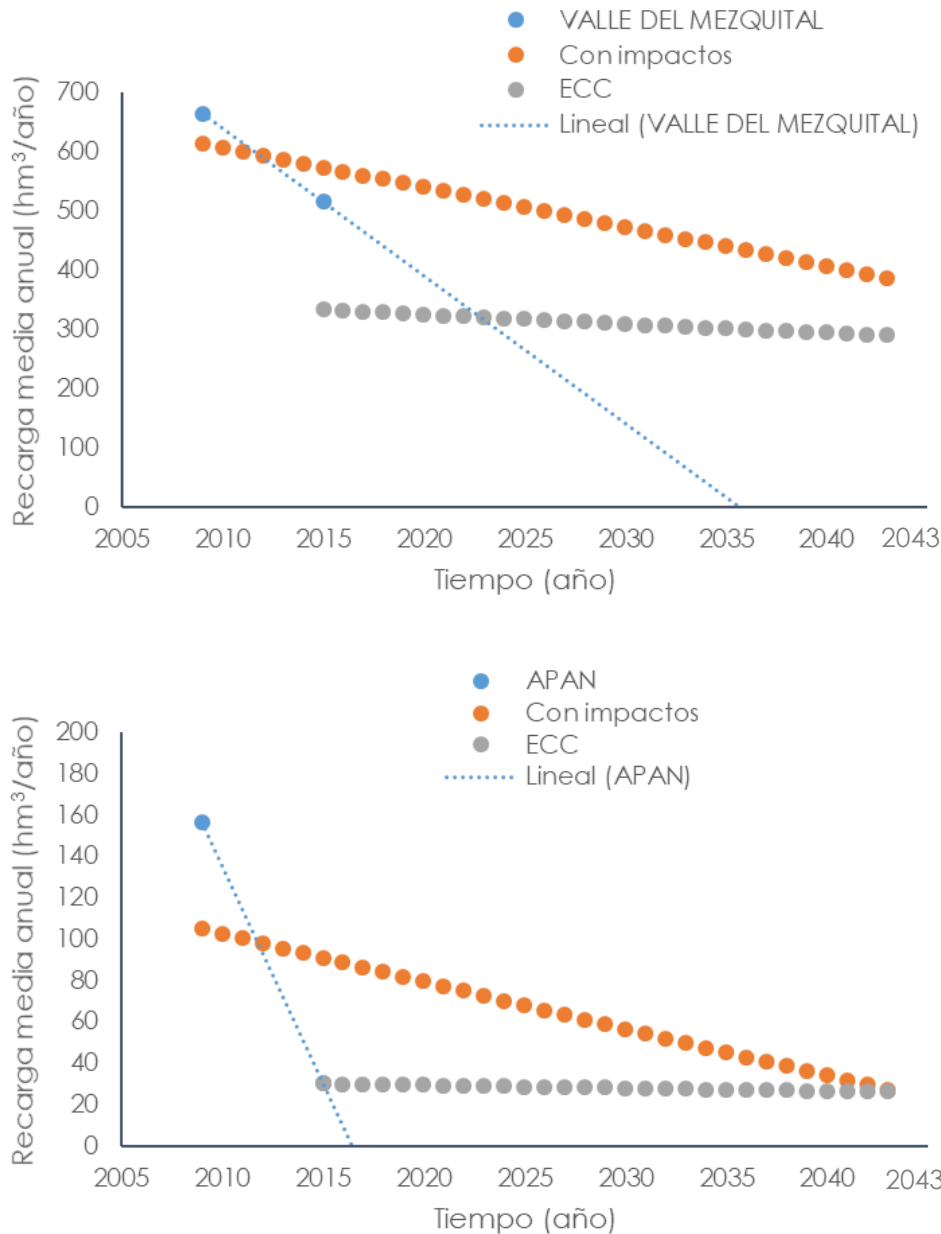 VALLE DEL MEZQUITAL
Con impactos
ECC
Lineal (VALLE DEL MEZQUITAL)
Recarga media anual (hm³/año)
700
600
500
400
300
200
100
0
2005 2010 2015 2020 2025 2030 2035 2040 2043
Tiempo (año)
APAN
Con impactos
ECC
Lineal (APAN)
Recarga media anual (hm³/año)
200
180
160
140
120
100
80
60
40
20
0
2005 2010 2015 2020 2025 2030 2035 2040 2043
Tiempo (año)